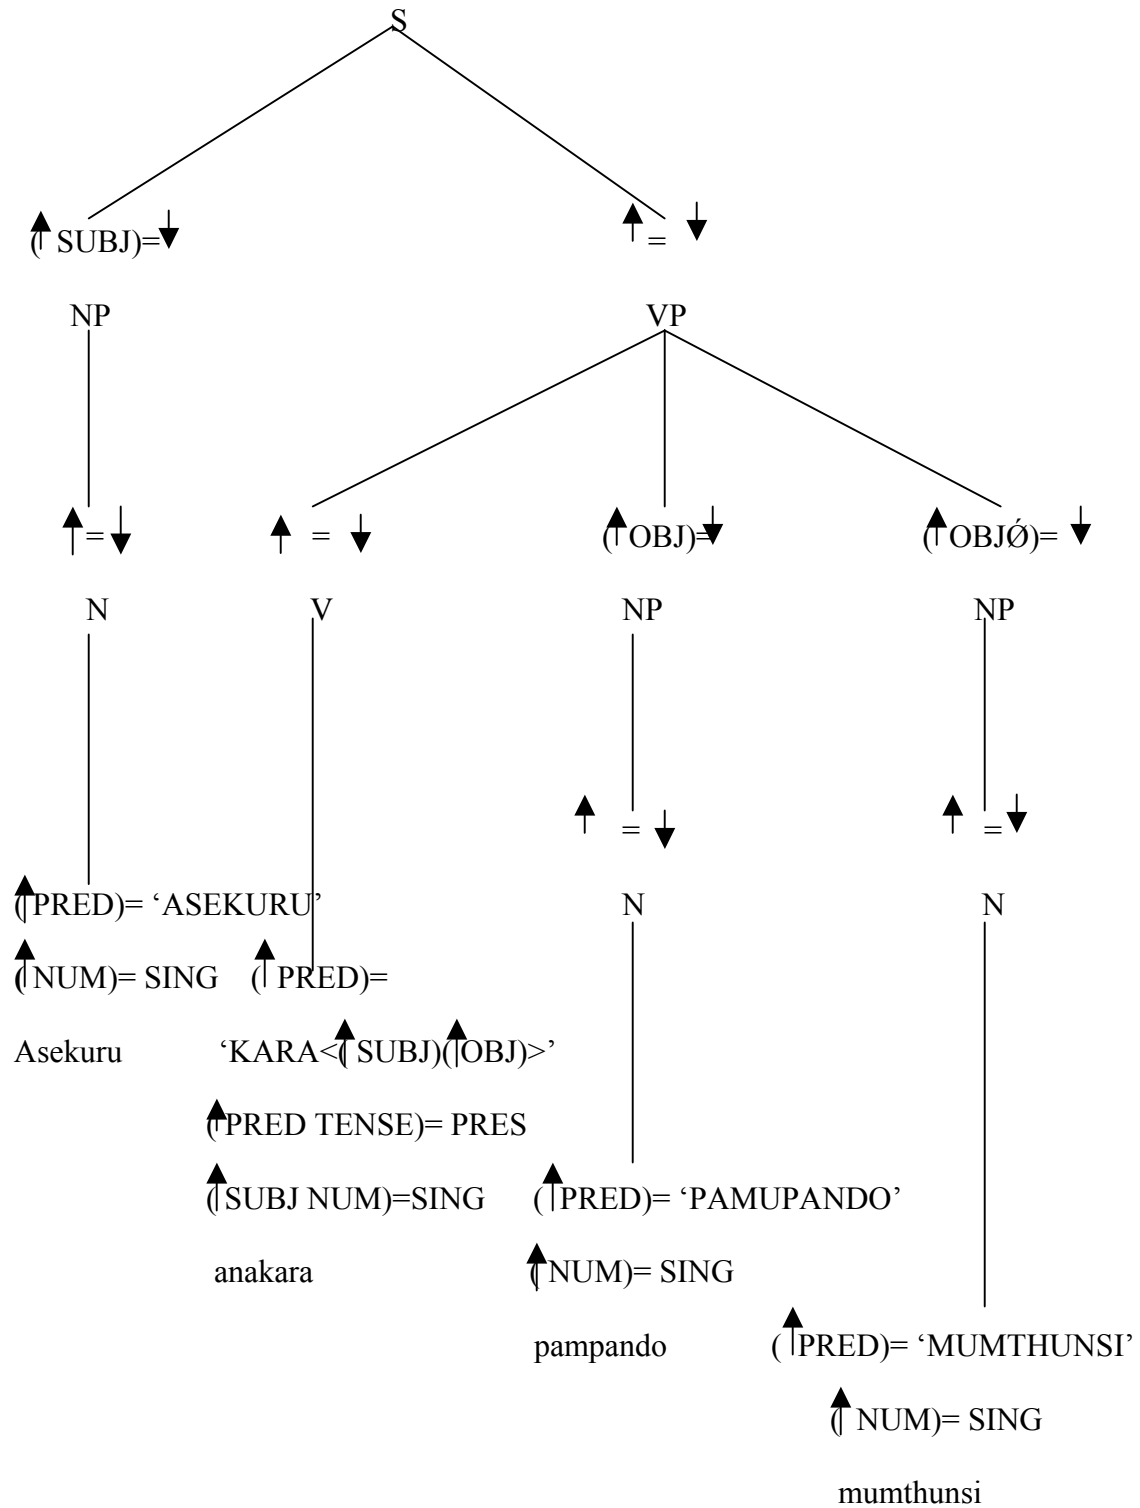 S
(↑ SUBJ)=↓ ↑ = ↓
NP VP
↑=↓ ↑ = ↓ (↑OBJ)=↓ (↑OBJǾ)= ↓
N V NP NP
↑ = ↓ ↑ =↓
(↑PRED)= ‘ASEKURU’ N N
(↑NUM)= SING (↑ PRED)=
Asekuru ‘KARA<(↑ SUBJ)(↑OBJ)>’
(↑PRED TENSE)= PRES
(↑SUBJ NUM)=SING (↑PRED)= ‘PAMUPANDO’
anakara (↑NUM)= SING
pampando (↑PRED)= ‘MUMTHUNSI’
(↑ NUM)= SING
mumthunsi